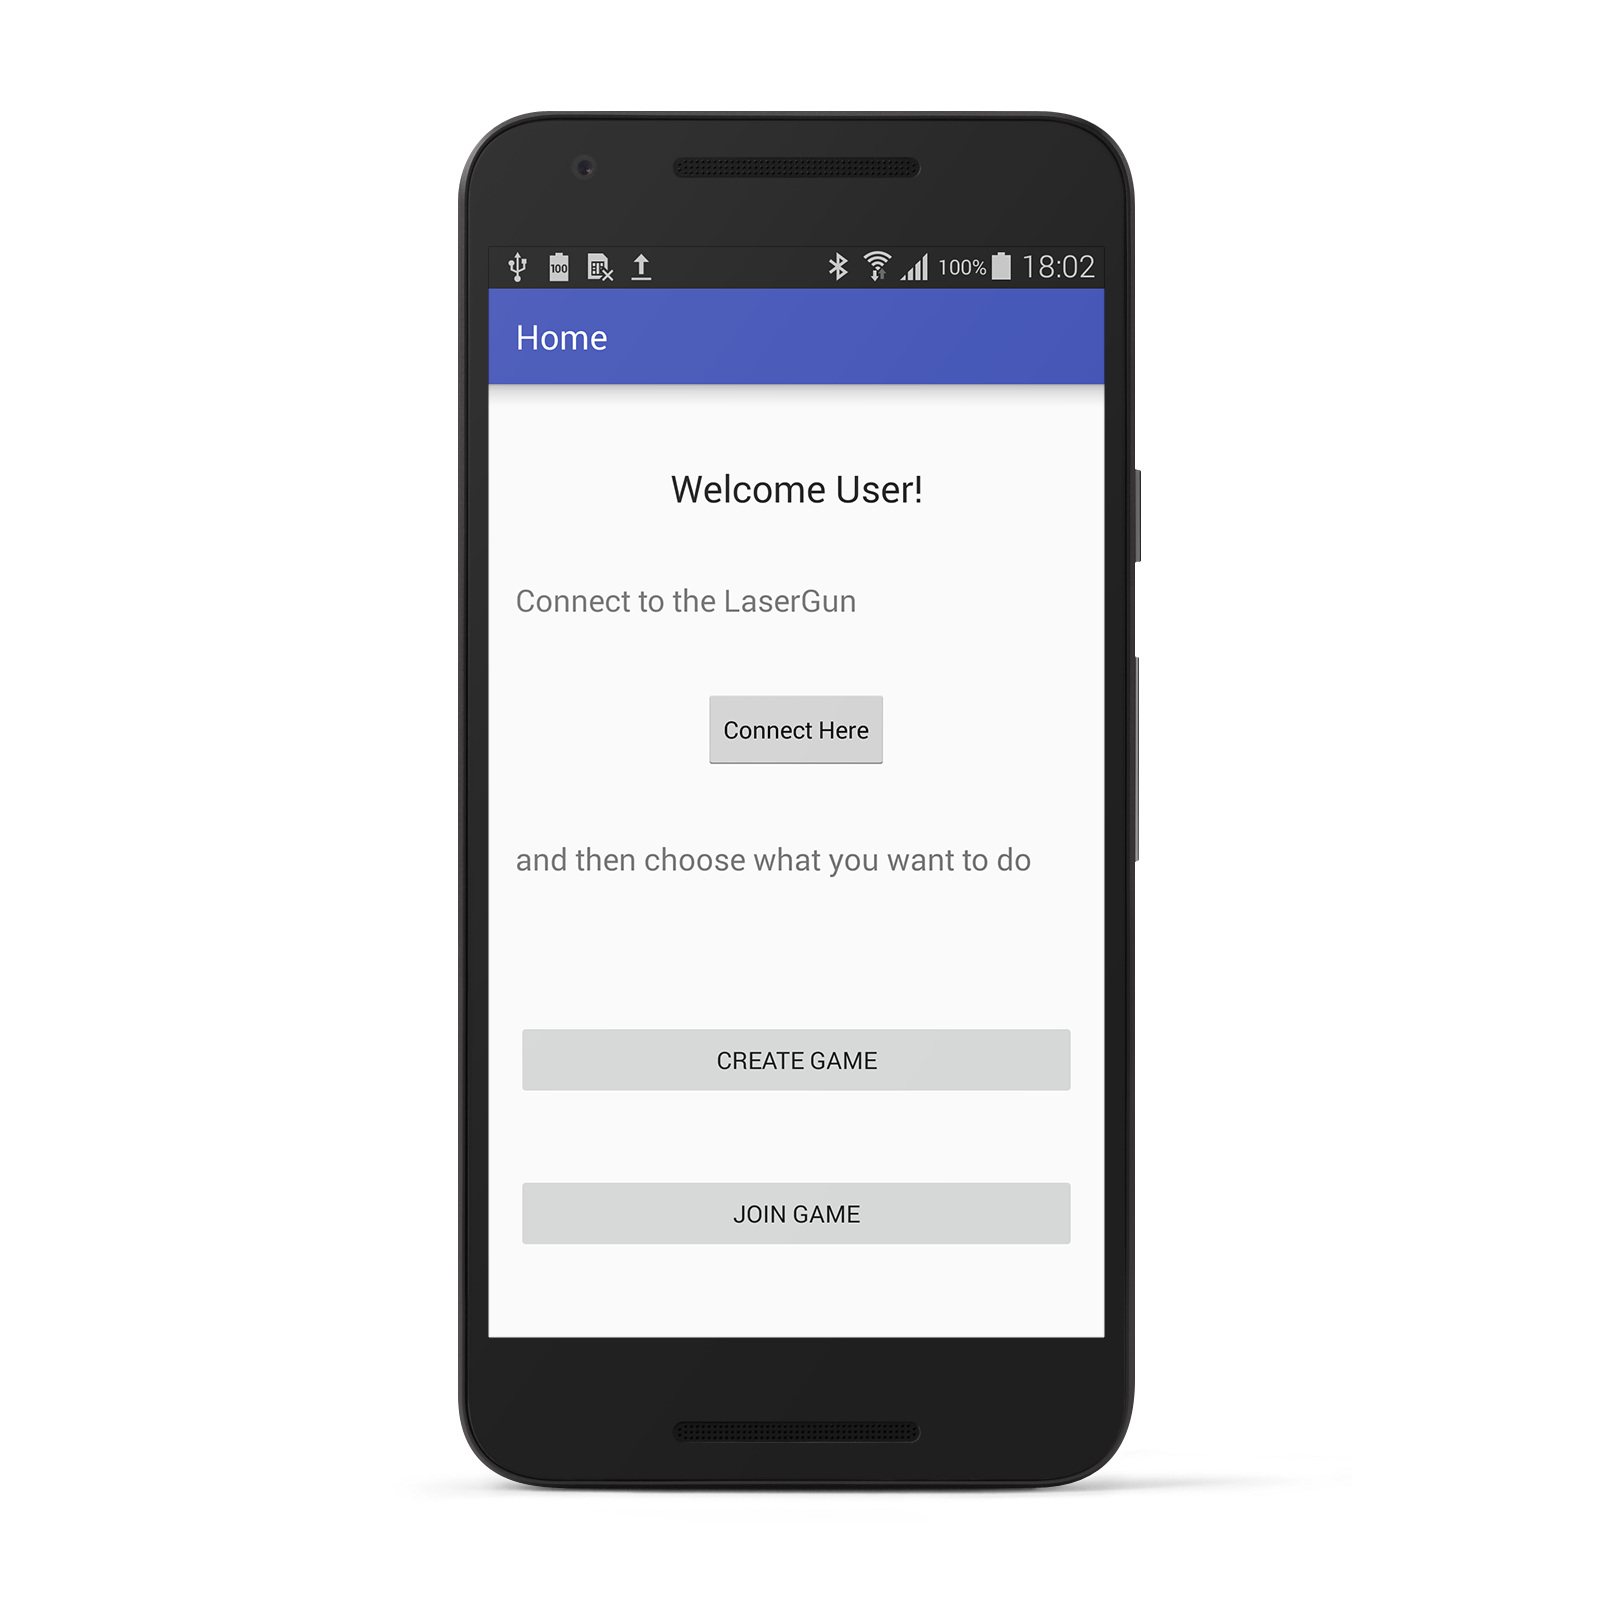 100 100% 18:02
Home
Welcome User!
Connect to the LaserGun
Connect Here
and then choose what you want to do
CREATE GAME
JOIN GAME